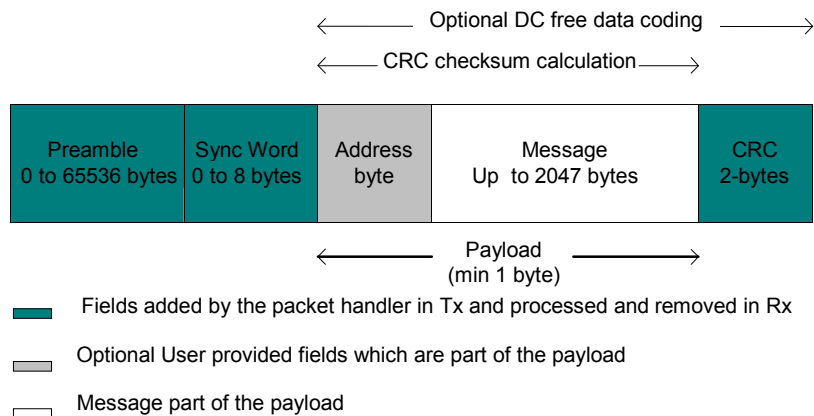 Optional DC free data coding
CRC checksum calculation
Preamble
0 to 65536 bytes
Sync Word
0 to 8 bytes
Address
byte
Message
Up to 2047 bytes
CRC
2-bytes
Payload
(min 1 byte)
Fields added by the packet handler in Tx and processed and removed in Rx
Optional User provided fields which are part of the payload
Message part of the payload